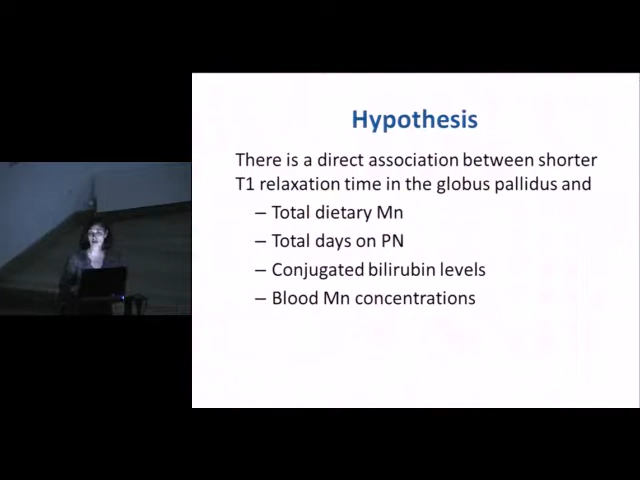 Hypothesis
There is a direct association between shorter
T1 relaxation time in the globus pallidus and
– Total dietary Mn
– Total days on PN
– Conjugated bilirubin levels
– Blood Mn concentrations